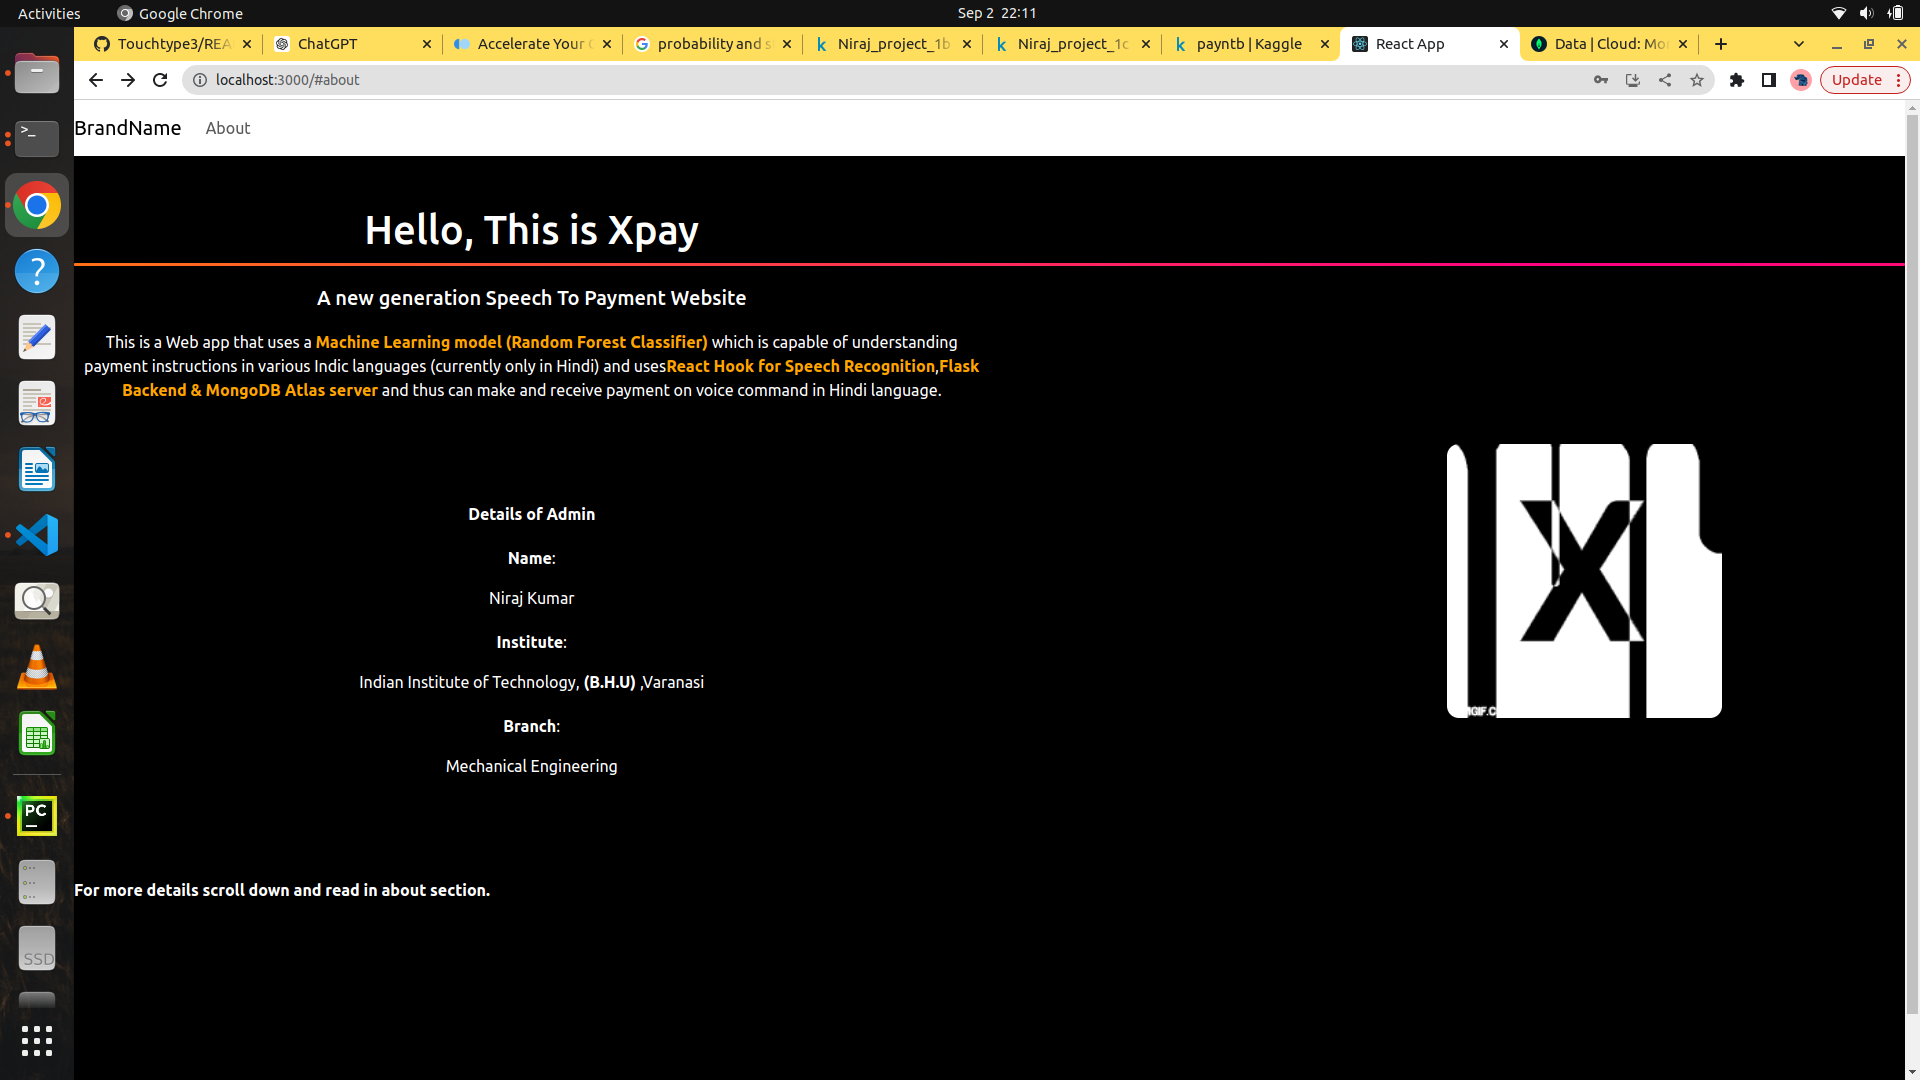 Activities
Google Chrome
Sep 2 22:11
Touchtype3/REA
ChatGPT
Accelerate Your
probability and s
Niraj_project_1b
Niraj_project_1c
payntb | Kaggle
React App
Data | Cloud: Mo
localhost:3000/#about
Update
BrandName
About
Hello, This is Xpay
A new generation Speech To Payment Website
This is a Web app that uses a Machine Learning model (Random Forest Classifier) which is capable of understanding
payment instructions in various Indic languages (currently only in Hindi) and usesReact Hook for Speech Recognition,Flask
Backend & MongoDB Atlas server and thus can make and receive payment on voice command in Hindi language.
X
Details of Admin
Name:
Niraj Kumar
Institute:
Indian Institute of Technology, (B.H.U) ,Varanasi
Branch:
Mechanical Engineering
For more details scroll down and read in about section.
PC
SSD